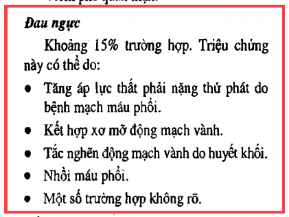 Đau ngực
Khoảng 15% trường hợp. Triệu chứng
này có thể do:
• Tăng áp lực thất phải nặng thứ phát do
bệnh mạch máu phổi.
• Kết hợp xơ mỡ động mạch vành.
• Tắc nghẽn động mạch vành do huyết khối.
• Nhồi máu phổi.
• Một số trường hợp không rõ.